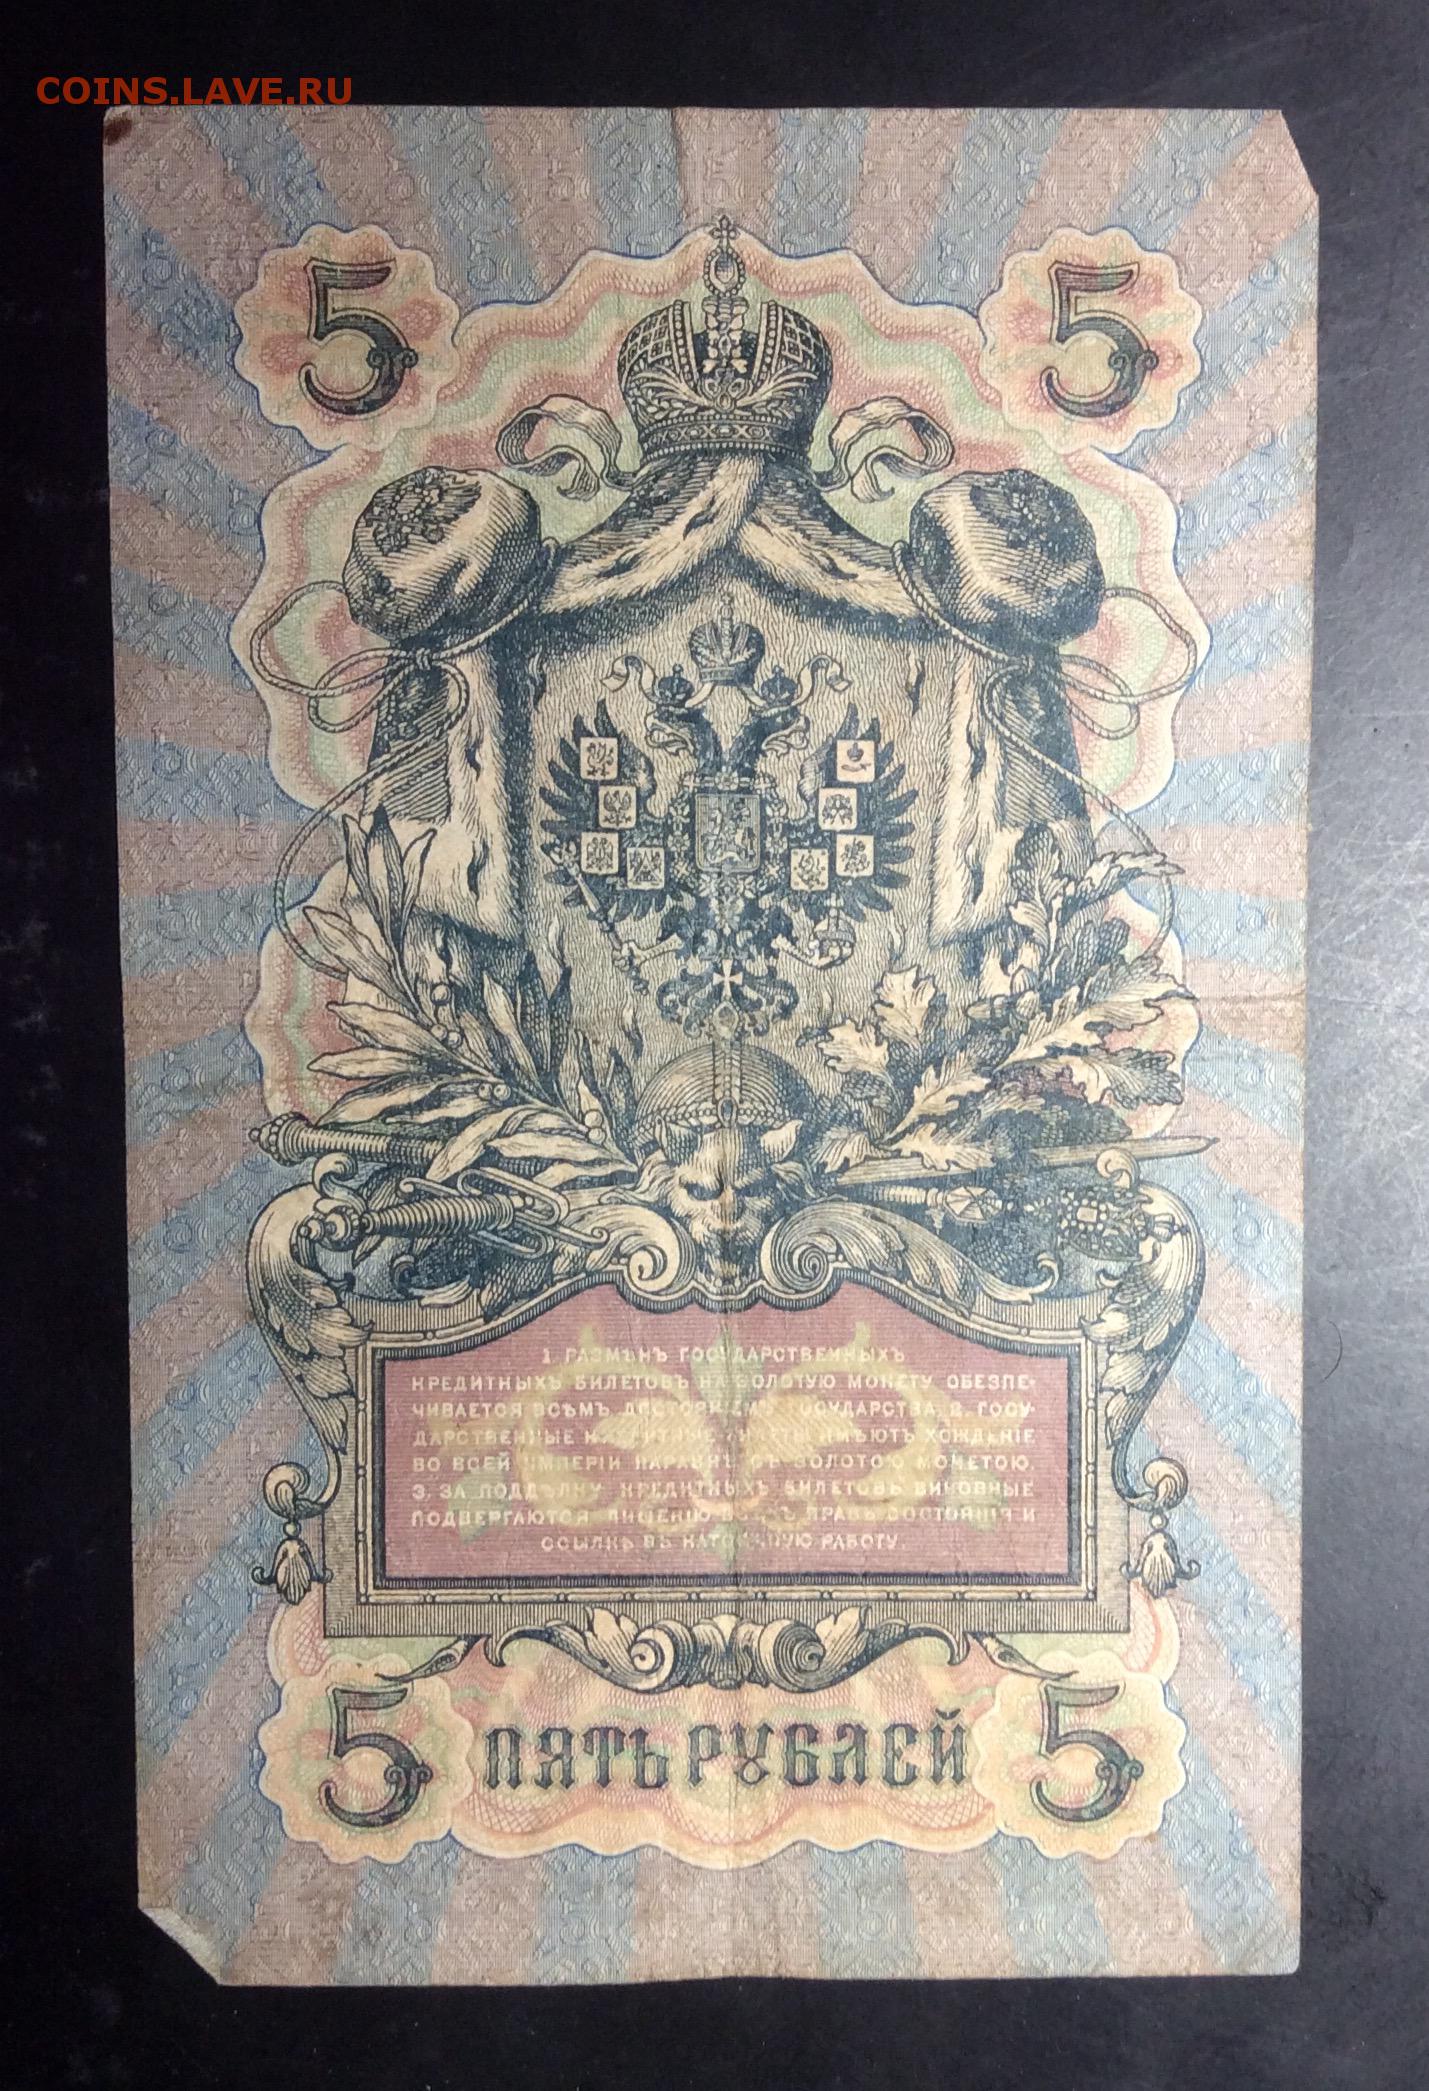 COINS.LAVE.RU
5 5
1. РАЗМѢНЪ ГОСУДАРСТВЕННЫХЪ
КРЕДИТНЫХЪ БИЛЕТОВЪ НА ЗОЛОТУЮ МОНЕТУ ОБЕЗПЕ-
ЧИВАЕТСЯ ВСѢМЪ ДОСТОЯНІЕМЪ ГОСУДАРСТВА. 2. ГОСУ-
ДАРСТВЕННЫЕ КРЕДИТНЫЕ БИЛЕТЫ ИМѢЮТЪ ХОЖДЕНІЕ
ВО ВСЕЙ ИМПЕРІИ НАРАВНѢ СЪ ЗОЛОТОЮ МОНЕТОЮ.
3. ЗА ПОДДѢЛКУ КРЕДИТНЫХЪ БИЛЕТОВЪ ВИНОВНЫЕ
ПОДВЕРГАЮТСЯ ЛИШЕНІЮ ВСѢХЪ ПРАВЪ СОСТОЯНІЯ И
ССЫЛКѢ ВЪ КАТОРЖНУЮ РАБОТУ.
5 ПЯТЬ РУБЛЕЙ 5